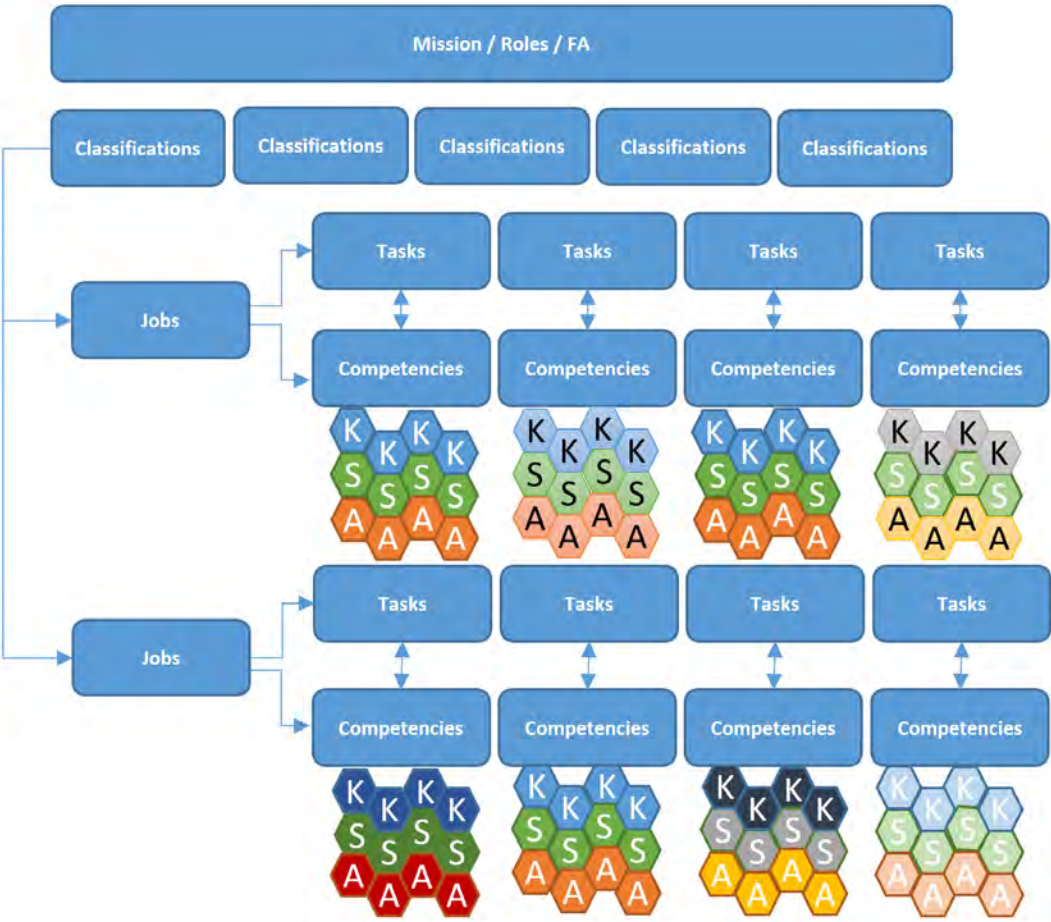 Mission / Roles / FA
Classifications Classifications Classifications Classifications Classifications
Tasks Tasks Tasks Tasks
Jobs
Competencies Competencies Competencies Competencies
K K K K K K K K K K K K K K K K
S S S S S S S S S S S S S S S S
A A A A A A A A A A A A A A A A
Tasks Tasks Tasks Tasks
Jobs
Competencies Competencies Competencies Competencies
K K K K K K K K K K K K K K K K
S S S S S S S S S S S S S S S S
A A A A A A A A A A A A A A A A